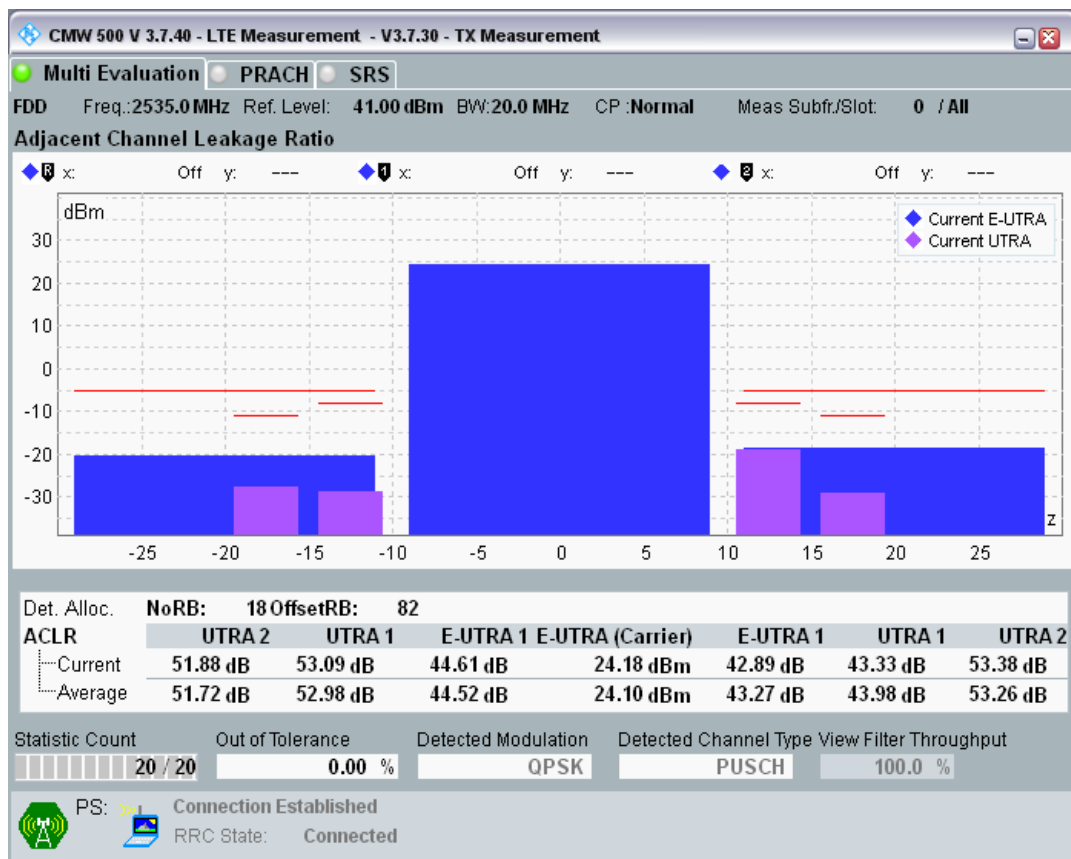 CMW 500 V 3.7.40 - LTE Measurement - V3.7.30 - TX Measurement
Multi Evaluation PRACH SRS
FDD Freq.:2535.0 MHz Ref. Level: 41.00 dBm BW:20.0 MHz CP :Normal Meas Subfr./Slot: 0 / All
Adjacent Channel Leakage Ratio
R x: Off y: --- 1 x: Off y: --- 2 x: Off y: ---
dBm
Current E-UTRA
Current UTRA
30
20
10
0
-10
-20
-30
z
-25 -20 -15 -10 -5 0 5 10 15 20 25
Det. Alloc. NoRB: 18 OffsetRB: 82
ACLR UTRA 2 UTRA 1 E-UTRA 1 E-UTRA (Carrier) E-UTRA 1 UTRA 1 UTRA 2
Current 51.88 dB 53.09 dB 44.61 dB 24.18 dBm 42.89 dB 43.33 dB 53.38 dB
Average 51.72 dB 52.98 dB 44.52 dB 24.10 dBm 43.27 dB 43.98 dB 53.26 dB
Statistic Count Out of Tolerance Detected Modulation Detected Channel Type View Filter Throughput
20 / 20 0.00 % QPSK PUSCH 100.0 %
PS: Connection Established
RRC State: Connected